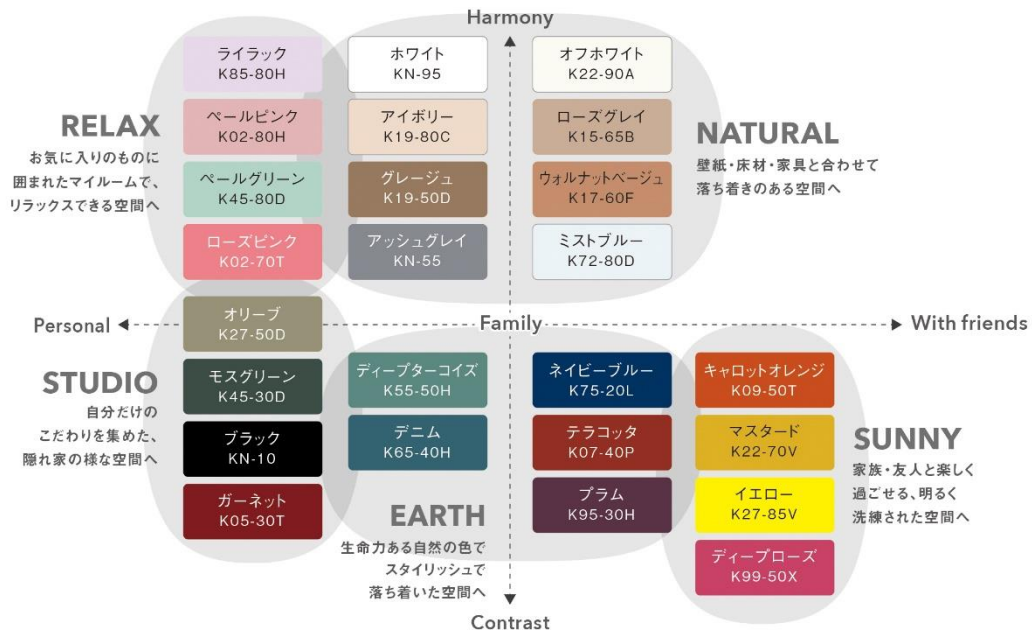 Harmony
ライラック
K85-80H
ペールピンク
K02-80H
ペールグリーン
K45-80D
ローズピンク
K02-70T
ホワイト
KN-95
アイボリー
K19-80C
グレージュ
K19-50D
アッシュグレイ
KN-55
オフホワイト
K22-90A
ローズグレイ
K15-65B
ウォルナットベージュ
K17-60F
ミストブルー
K72-80D
RELAX
お気に入りのものに
囲まれたマイルームで、
リラックスできる空間へ
NATURAL
壁紙・床材・家具と合わせて
落ち着きのある空間へ
Personal
Family
With friends
オリーブ
K27-50D
モスグリーン
K45-30D
ブラック
KN-10
ガーネット
K05-30T
STUDIO
自分だけの
こだわりを集めた、
隠れ家の様な空間へ
ディープターコイズ
K55-50H
デニム
K65-40H
ネイビーブルー
K75-20L
テラコッタ
K07-40P
プラム
K95-30H
EARTH
生命力ある自然の色で
スタイリッシュで
落ち着いた空間へ
キャロットオレンジ
K09-50T
マスタード
K22-70V
イエロー
K27-85V
ディープローズ
K99-50X
SUNNY
家族・友人と楽しく
過ごせる、明るく
洗練された空間へ
Contrast